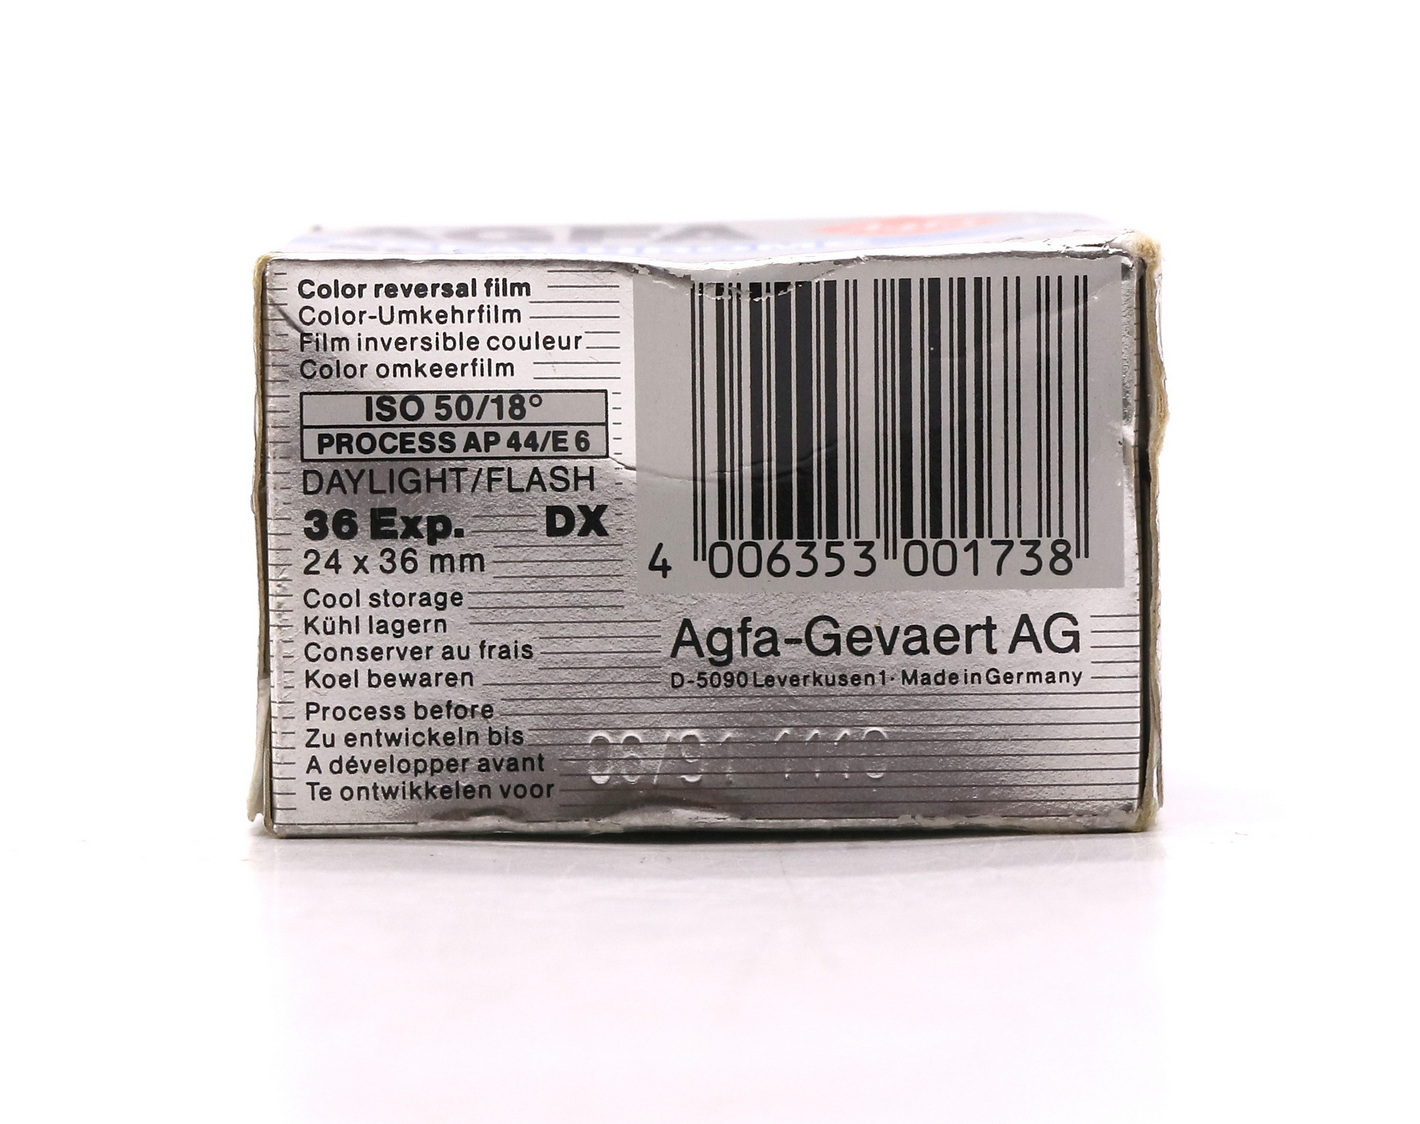 AGFA
Color reversal film
Color-Umkehrfilm
Film inversible couleur
Color omkeerfilm
ISO 50/18°
PROCESS AP 44/E 6
DAYLIGHT/FLASH
36 Exp. DX
24 x 36 mm
Cool storage
Kühl lagern
Conserver au frais
Koel bewaren
Process before
Zu entwickeln bis
A développer avant
Te ontwikkelen voor
4 006353 001738
Agfa-Gevaert AG
D-5090 Leverkusen 1 · Made in Germany